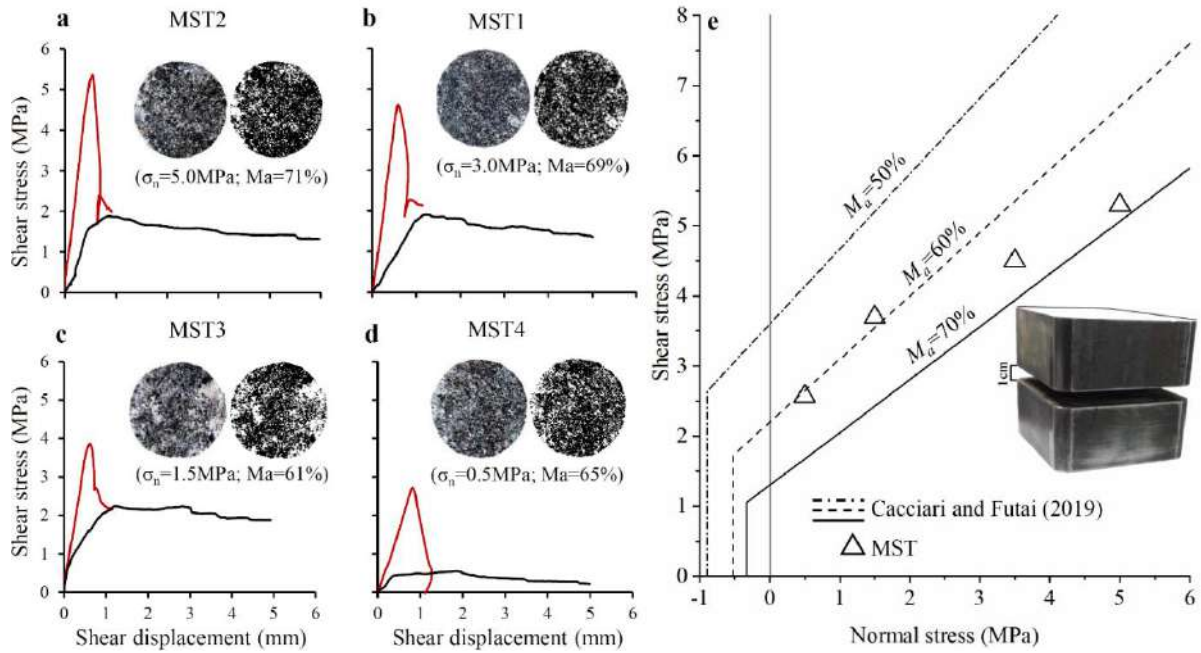 a MST2
Shear stress (MPa)
6
5
4
3
2
1
0
0 1 2 3 4 5 6
(σn=5.0MPa; Ma=71%)
b MST1
6
5
4
3
2
1
0
0 1 2 3 4 5 6
(σn=3.0MPa; Ma=69%)
c MST3
Shear stress (MPa)
6
5
4
3
2
1
0
(σn=1.5MPa; Ma=61%)
0 1 2 3 4 5 6
Shear displacement (mm)
d MST4
6
5
4
3
2
1
0
(σn=0.5MPa; Ma=65%)
0 1 2 3 4 5 6
Shear displacement (mm)
e
Shear stress (MPa)
8
7
6
5
4
3
2
1
0
Ma=50%
Ma=60%
Ma=70%
1cm
Cacciari and Futai (2019)
MST
-1 0 1 2 3 4 5 6
Normal stress (MPa)